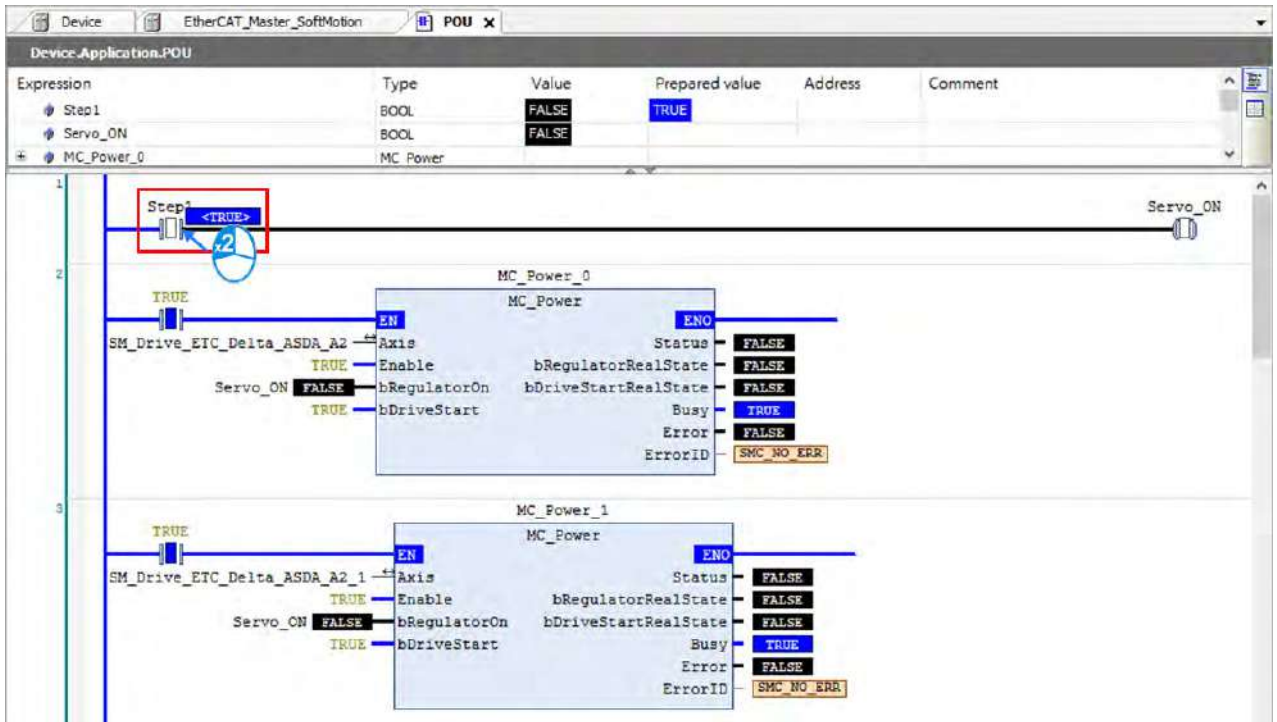 Device EtherCAT_Master_SoftMotion POU x
Device.Application.POU
Expression Type Value Prepared value Address Comment
Step1 BOOL FALSE TRUE
Servo_ON BOOL FALSE
MC_Power_0 MC_Power
1
Step1 <TRUE> Servo_ON
x2
2
MC_Power_0
TRUE MC_Power
EN ENO
SM_Drive_ETC_Delta_ASDA_A2 Axis Status FALSE
TRUE Enable bRegulatorRealState FALSE
Servo_ON FALSE bRegulatorOn bDriveStartRealState FALSE
TRUE bDriveStart Busy TRUE
Error FALSE
ErrorID SMC_NO_ERR
3
MC_Power_1
TRUE MC_Power
EN ENO
SM_Drive_ETC_Delta_ASDA_A2_1 Axis Status FALSE
TRUE Enable bRegulatorRealState FALSE
Servo_ON FALSE bRegulatorOn bDriveStartRealState FALSE
TRUE bDriveStart Busy TRUE
Error FALSE
ErrorID SMC_NO_ERR